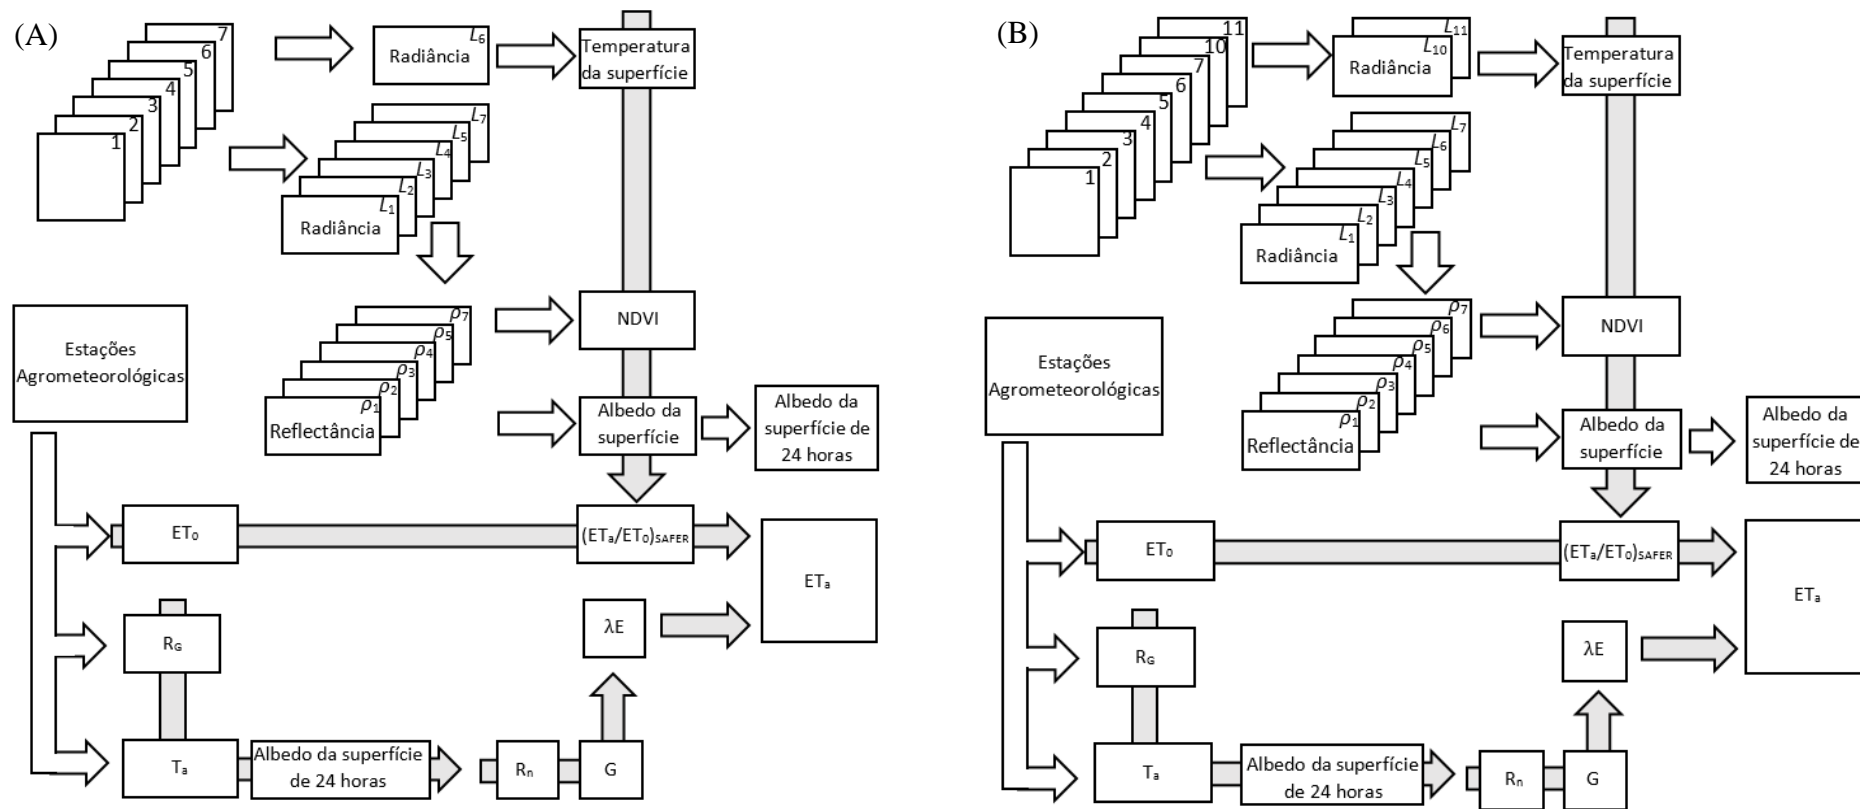 (A)
7
6
5
4
3
2
1
Radiância L₆
Temperatura
da superfície
L₇
L₅
L₄
L₃
L₂
L₁
Radiância
ρ₇
ρ₅
ρ₄
ρ₃
ρ₂
ρ₁
Reflectância
NDVI
Albedo da
superfície
Albedo da
superfície de
24 horas
Estações
Agrometeorológicas
ET₀
(ETₐ/ET₀)SAFER
ETₐ
R_G
λE
Tₐ
Albedo da superfície
de 24 horas
Rₙ
G
(B)
11
10
7
6
5
4
3
2
1
L₁₁
L₁₀
Radiância
Temperatura
da superfície
L₇
L₆
L₅
L₄
L₃
L₂
L₁
Radiância
ρ₇
ρ₆
ρ₅
ρ₄
ρ₃
ρ₂
ρ₁
Reflectância
NDVI
Albedo da
superfície
Albedo da
superfície de
24 horas
Estações
Agrometeorológicas
ET₀
(ETₐ/ET₀)SAFER
ETₐ
R_G
λE
Tₐ
Albedo da superfície
de 24 horas
Rₙ
G